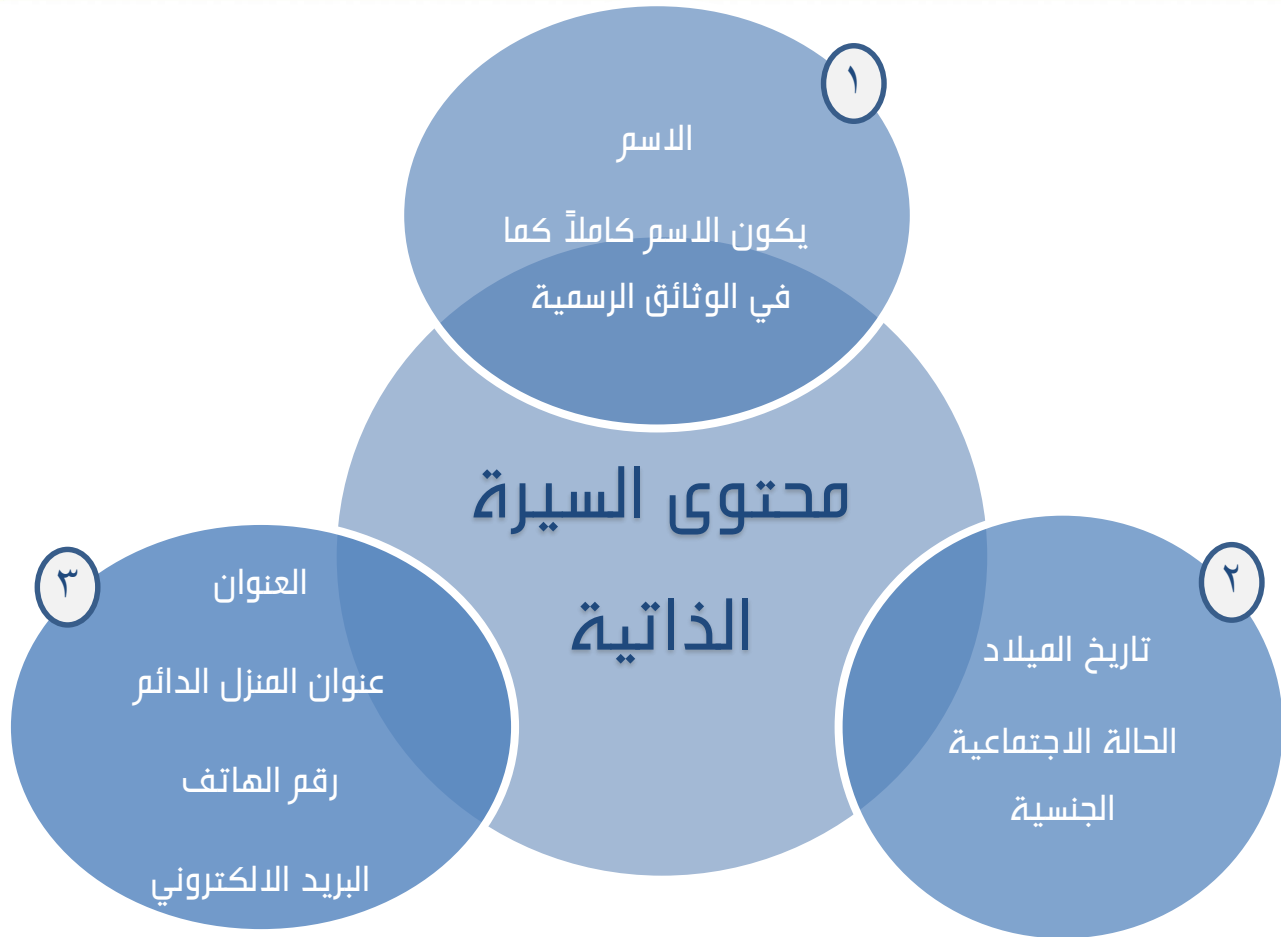 ١
الاسم
يكون الاسم كاملاً كما
في الوثائق الرسمية
محتوى السيرة
الذاتية
٢
تاريخ الميلاد
الحالة الاجتماعية
الجنسية
٣
العنوان
عنوان المنزل الدائم
رقم الهاتف
البريد الالكتروني